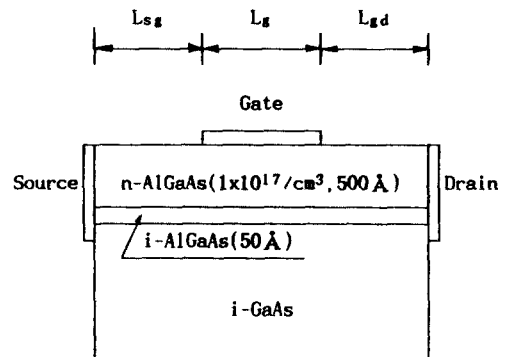 Lsg Lg Lgd
Gate
Source n-AlGaAs(1x10¹⁷/cm³,500Å) Drain
i-AlGaAs(50Å)
i-GaAs